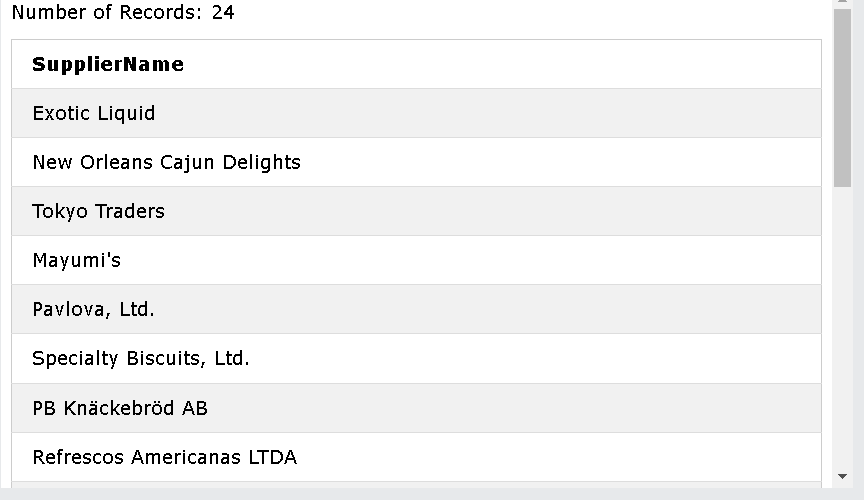 Number of Records: 24
SupplierName
Exotic Liquid
New Orleans Cajun Delights
Tokyo Traders
Mayumi's
Pavlova, Ltd.
Specialty Biscuits, Ltd.
PB Knäckebröd AB
Refrescos Americanas LTDA